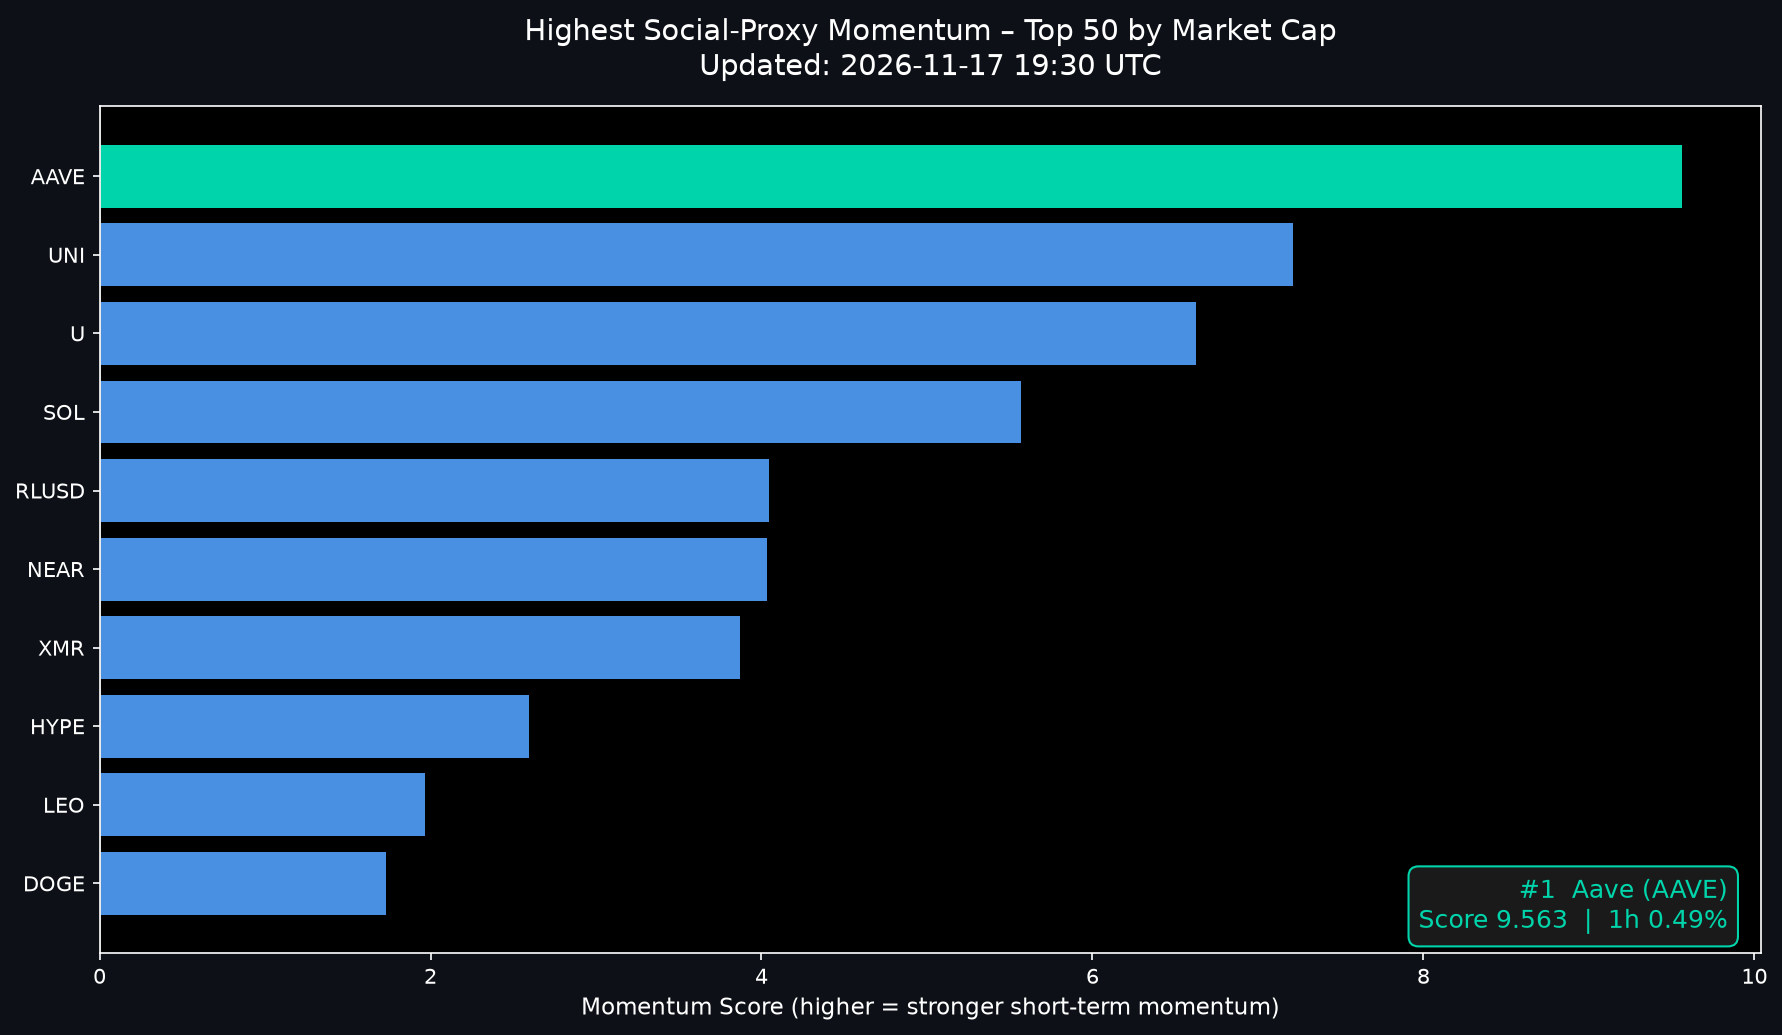 Highest Social-Proxy Momentum – Top 50 by Market Cap
Updated: 2026-11-17 19:30 UTC
AAVE
UNI
U
SOL
RLUSD
NEAR
XMR
HYPE
LEO
DOGE
#1  Aave (AAVE)
Score 9.563  |  1h 0.49%
0 2 4 6 8 10
Momentum Score (higher = stronger short-term momentum)